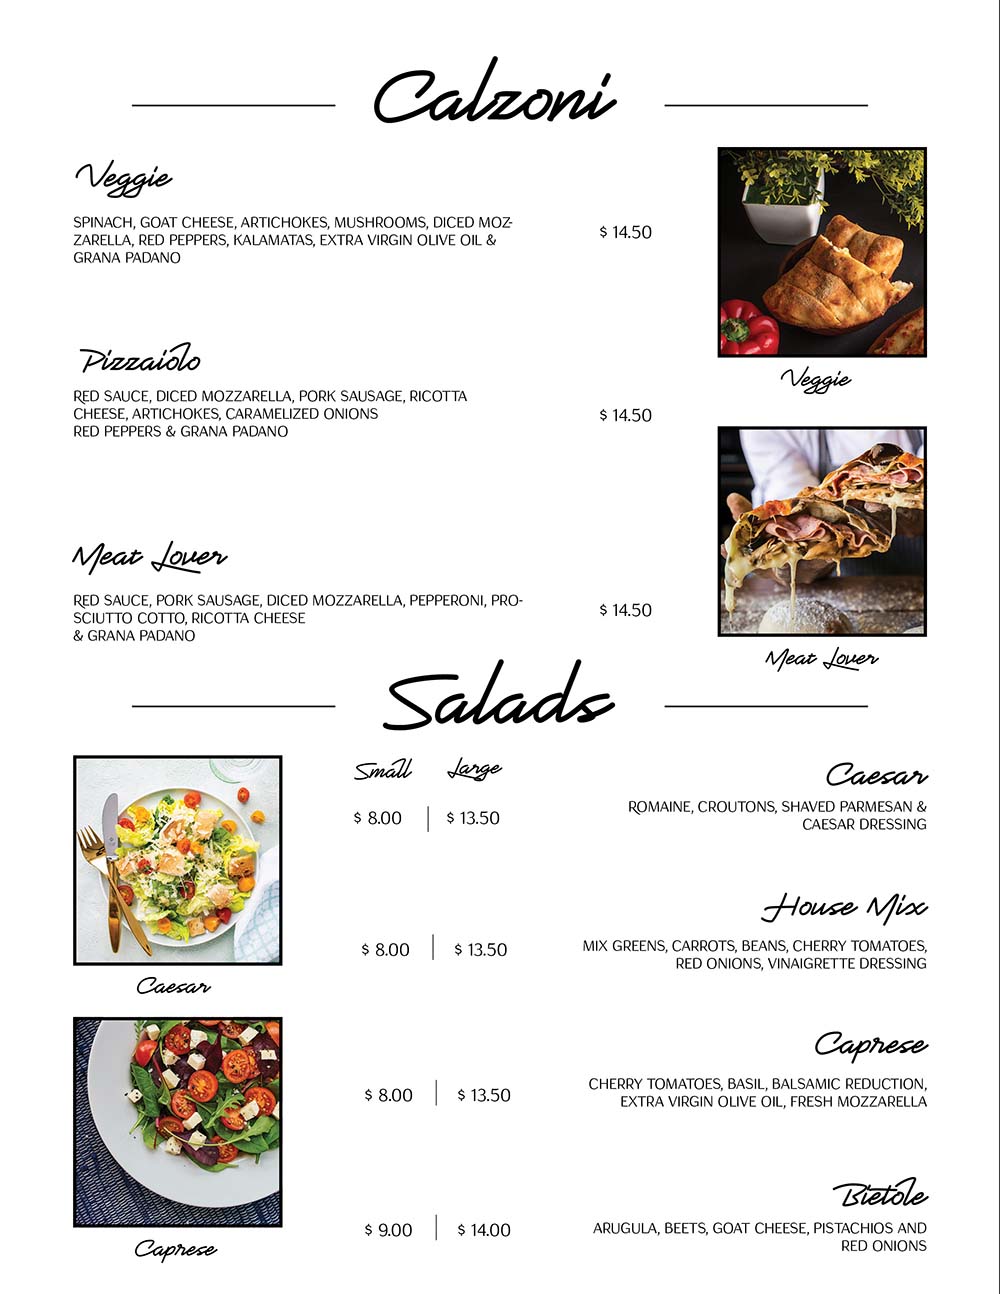 Calzoni
Veggie
SPINACH, GOAT CHEESE, ARTICHOKES, MUSHROOMS, DICED MOZ-
ZARELLA, RED PEPPERS, KALAMATAS, EXTRA VIRGIN OLIVE OIL &
GRANA PADANO
$ 14.50
Veggie
Pizzaiolo
RED SAUCE, DICED MOZZARELLA, PORK SAUSAGE, RICOTTA
CHEESE, ARTICHOKES, CARAMELIZED ONIONS
RED PEPPERS & GRANA PADANO
$ 14.50
Meat Lover
RED SAUCE, PORK SAUSAGE, DICED MOZZARELLA, PEPPERONI, PRO-
SCIUTTO COTTO, RICOTTA CHEESE
& GRANA PADANO
$ 14.50
Meat Lover
Salads
Small Large
Caesar
$ 8.00 | $ 13.50
ROMAINE, CROUTONS, SHAVED PARMESAN &
CAESAR DRESSING
Caesar
House Mix
$ 8.00 | $ 13.50
MIX GREENS, CARROTS, BEANS, CHERRY TOMATOES,
RED ONIONS, VINAIGRETTE DRESSING
Caprese
$ 8.00 | $ 13.50
CHERRY TOMATOES, BASIL, BALSAMIC REDUCTION,
EXTRA VIRGIN OLIVE OIL, FRESH MOZZARELLA
Caprese
Bietole
$ 9.00 | $ 14.00
ARUGULA, BEETS, GOAT CHEESE, PISTACHIOS AND
RED ONIONS